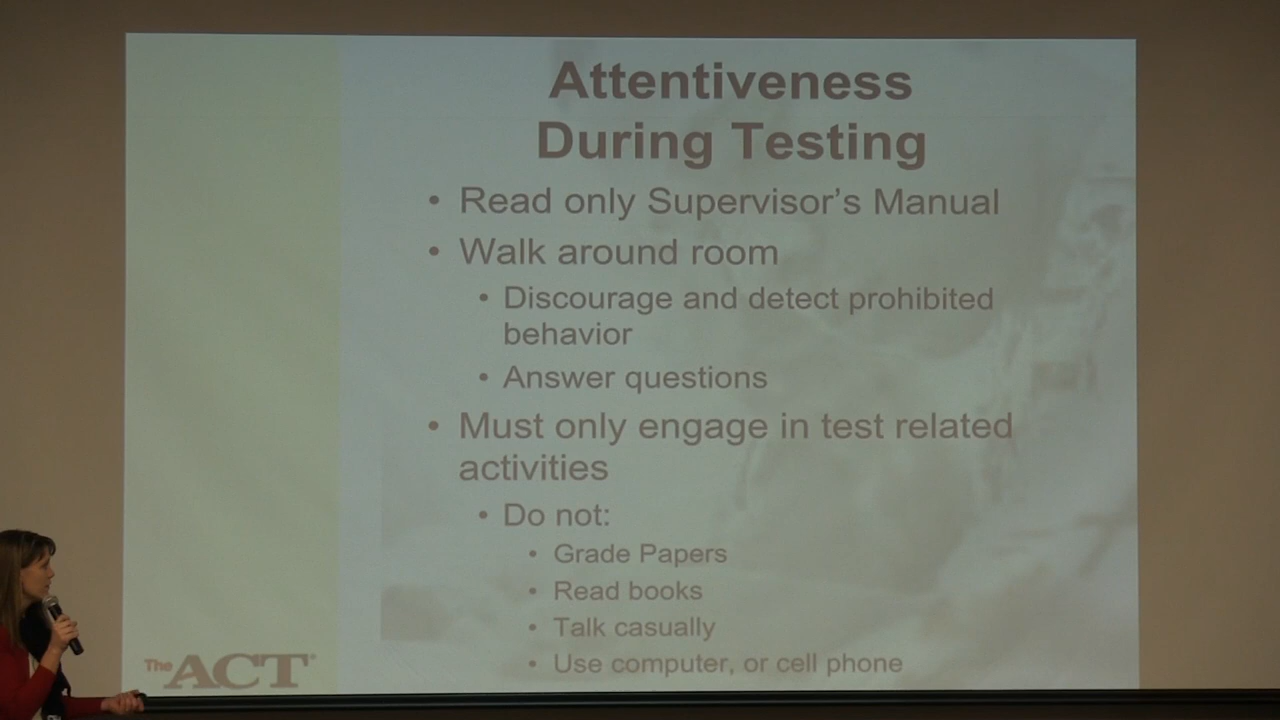 Attentiveness
During Testing
• Read only Supervisor's Manual
• Walk around room
• Discourage and detect prohibited
behavior
• Answer questions
• Must only engage in test related
activities
• Do not:
• Grade Papers
• Read books
• Talk casually
• Use computer, or cell phone
The ACT®